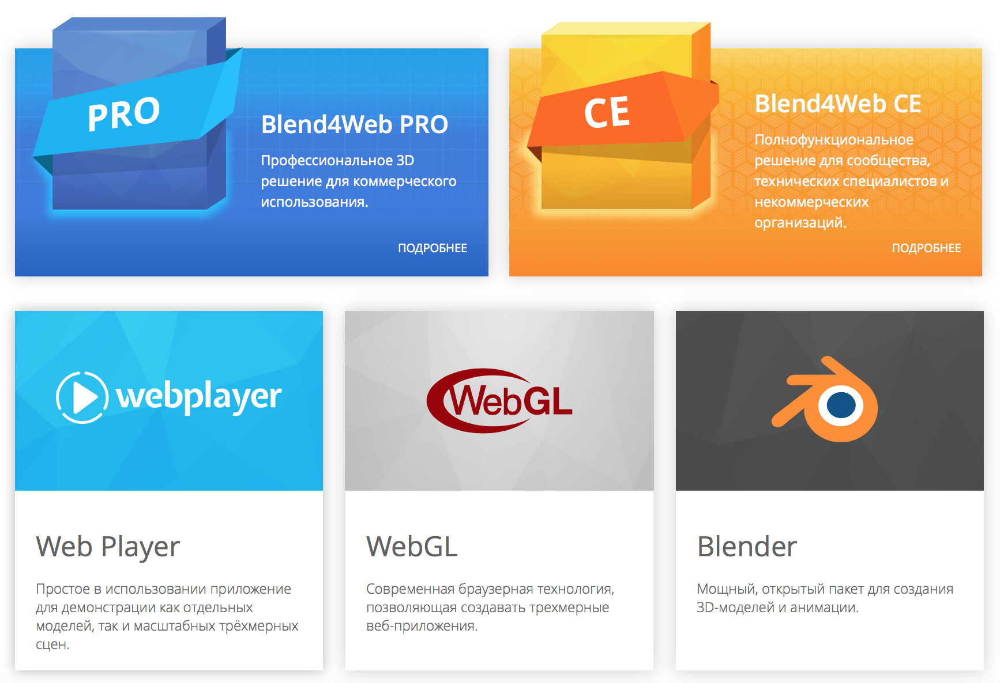 PRO
Blend4Web PRO
Профессиональное 3D
решение для коммерческого
использования.
ПОДРОБНЕЕ
CE
Blend4Web CE
Полнофункциональное
решение для сообщества,
технических специалистов и
некоммерческих
организаций.
ПОДРОБНЕЕ
webplayer
Web Player
Простое в использовании приложение
для демонстрации как отдельных
моделей, так и масштабных трёхмерных
сцен.
WebGL
WebGL
Современная браузерная технология,
позволяющая создавать трехмерные
веб-приложения.
Blender
Мощный, открытый пакет для создания
3D-моделей и анимации.